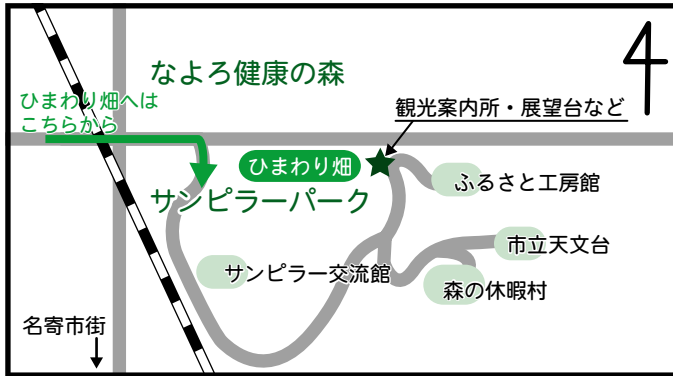 なよろ健康の森
ひまわり畑へは
こちらから
観光案内所・展望台など
ひまわり畑
ふるさと工房館
サンピラーパーク
市立天文台
サンピラー交流館
森の休暇村
名寄市街